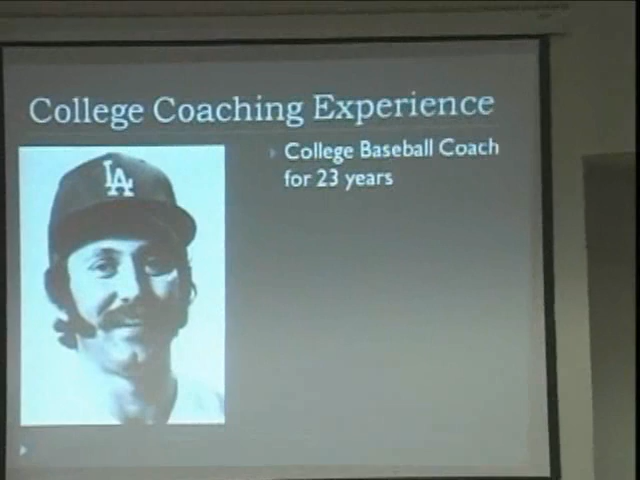 College Coaching Experience
College Baseball Coach
for 23 years
LA